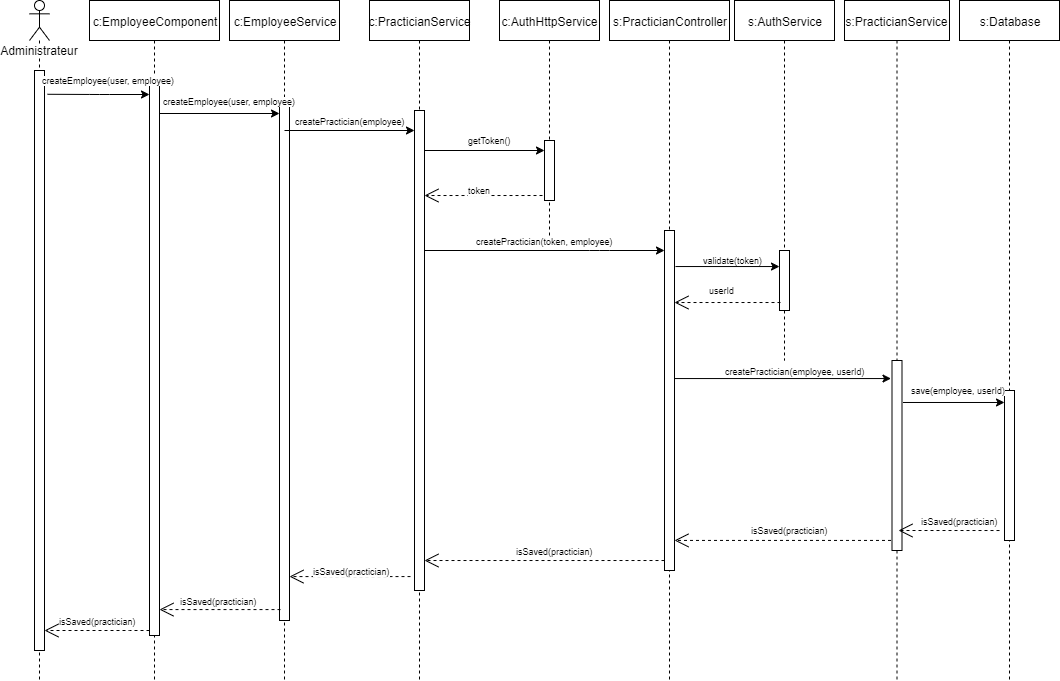 c:EmployeeComponent
c:EmployeeService
c:PracticianService
c:AuthHttpService
s:PracticianController
s:AuthService
s:PracticianService
s:Database
Administrateur
createEmployee(user, employee)
createEmployee(user, employee)
createPractician(employee)
getToken()
token
createPractician(token, employee)
validate(token)
userId
createPractician(employee, userId)
save(employee, userId)
isSaved(practician)
isSaved(practician)
isSaved(practician)
isSaved(practician)
isSaved(practician)
isSaved(practician)